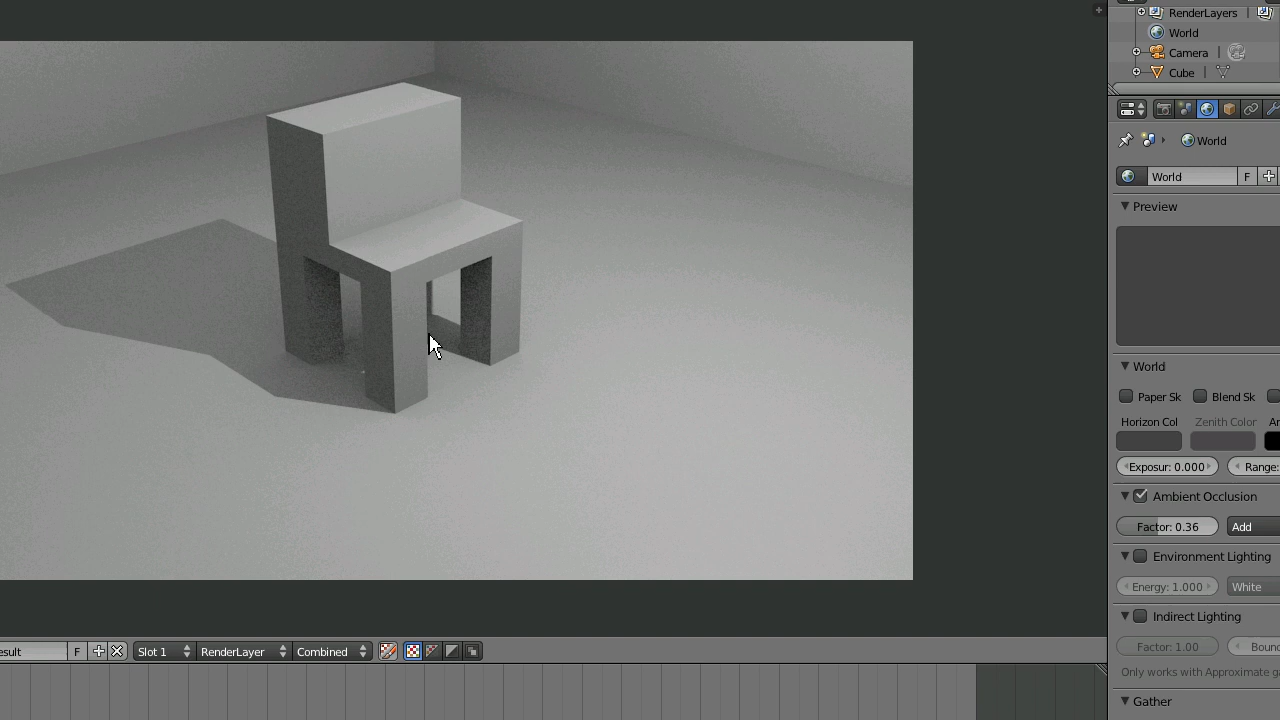 RenderLayers
World
Camera
Cube
World
World F
Preview
World
Paper Sk Blend Sk
Horizon Col Zenith Color
Exposur: 0.000 Range:
Ambient Occlusion
Factor: 0.36 Add
Environment Lighting
Energy: 1.000 White
Indirect Lighting
Factor: 1.00 Boun
Only works with Approximate ga
Gather
esult F Slot 1 RenderLayer Combined